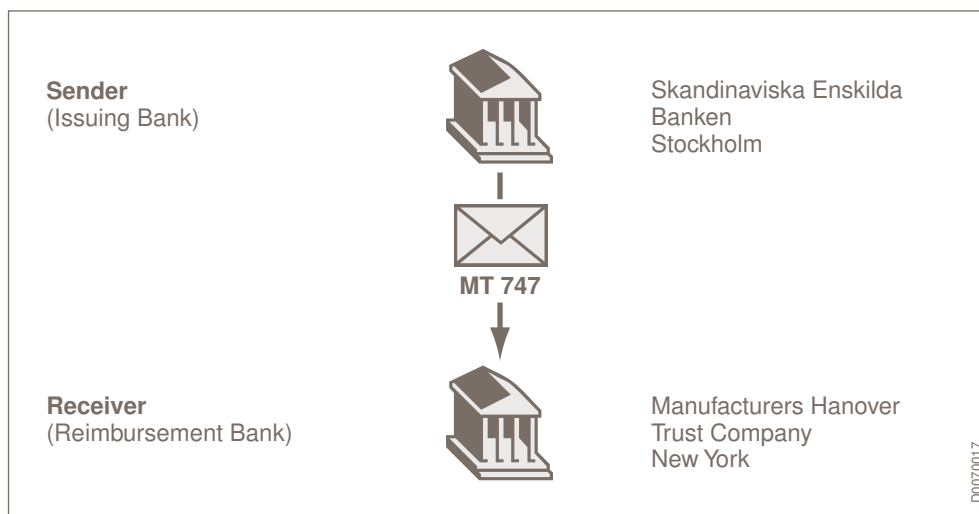 Sender
(Issuing Bank)
Skandinaviska Enskilda
Banken
Stockholm
MT 747
Receiver
(Reimbursement Bank)
Manufacturers Hanover
Trust Company
New York
D0070017